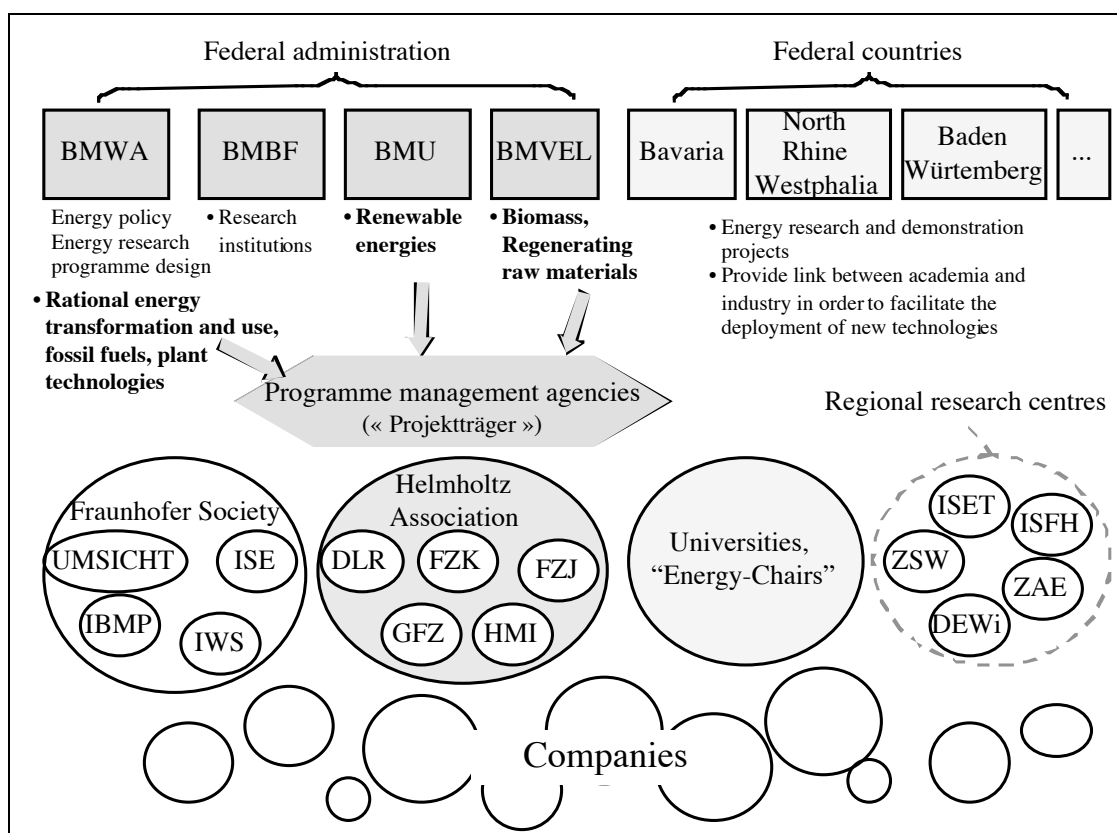 Federal administration
Federal countries
BMWA
BMBF
BMU
BMVEL
Bavaria
North
Rhine
Westphalia
Baden
Würtemberg
...
Energy policy
Energy research
programme design
• Rational energy
transformation and use,
fossil fuels, plant
technologies
• Research
institutions
• Renewable
energies
• Biomass,
Regenerating
raw materials
• Energy research and demonstration
projects
• Provide link between academia and
industry in order to facilitate the
deployment of new technologies
Programme management agencies
(« Projektträger »)
Regional research centres
Fraunhofer Society
UMSICHT
ISE
IBMP
IWS
Helmholtz
Association
DLR
FZK
FZJ
GFZ
HMI
Universities,
“Energy-Chairs”
ISET
ISFH
ZSW
ZAE
DEWi
Companies